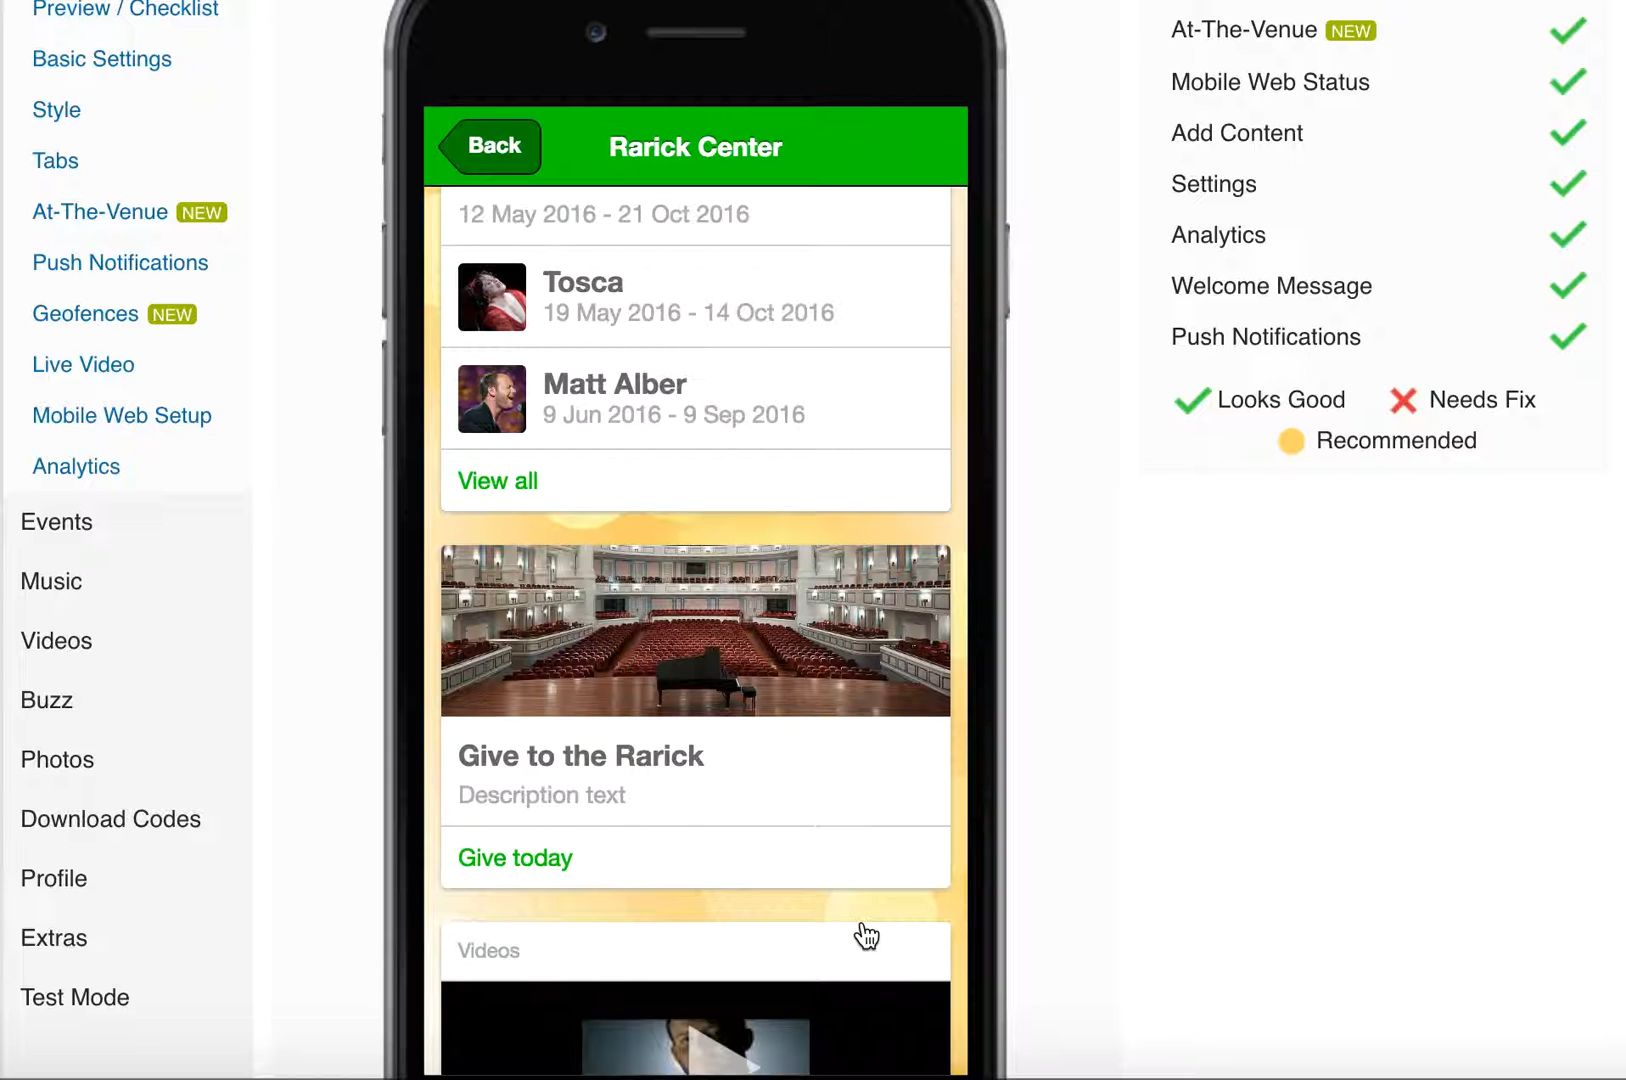 Preview / Checklist
Basic Settings
Style
Tabs
At-The-Venue NEW
Push Notifications
Geofences NEW
Live Video
Mobile Web Setup
Analytics
Events
Music
Videos
Buzz
Photos
Download Codes
Profile
Extras
Test Mode
Back
Rarick Center
12 May 2016 - 21 Oct 2016
Tosca
19 May 2016 - 14 Oct 2016
Matt Alber
9 Jun 2016 - 9 Sep 2016
View all
Give to the Rarick
Description text
Give today
Videos
At-The-Venue NEW
Mobile Web Status
Add Content
Settings
Analytics
Welcome Message
Push Notifications
Looks Good
Needs Fix
Recommended